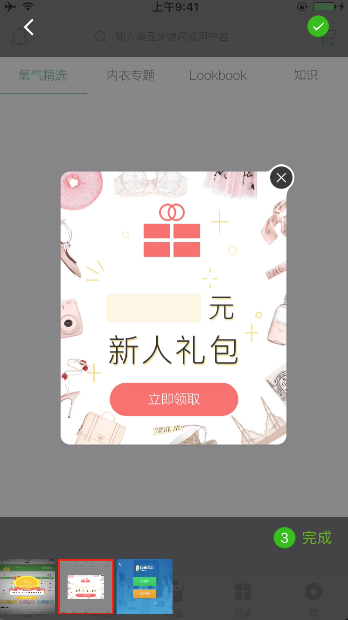 上午9:41
输入商品关键词或用户名
氧气精选
内衣专题
Lookbook
知识
元
新人礼包
立即领取
3 完成
分类
我